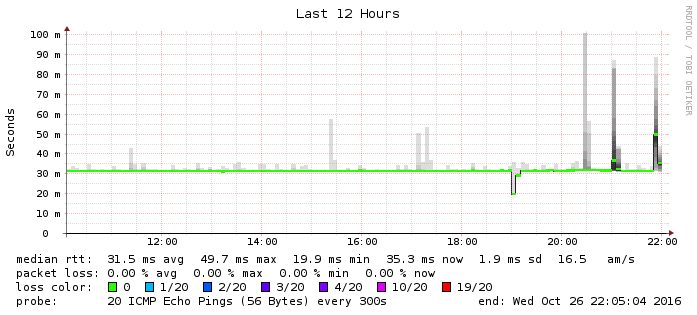 Last 12 Hours
RRDTOOL / TOBI OETIKER
Seconds
100 m
90 m
80 m
70 m
60 m
50 m
40 m
30 m
20 m
10 m
0
12:00 14:00 16:00 18:00 20:00 22:00
median rtt: 31.5 ms avg 49.7 ms max 19.9 ms min 35.3 ms now 1.9 ms sd 16.5 am/s
packet loss: 0.00 % avg 0.00 % max 0.00 % min 0.00 % now
loss color: 0 1/20 2/20 3/20 4/20 10/20 19/20
probe: 20 ICMP Echo Pings (56 Bytes) every 300s end: Wed Oct 26 22:05:04 2016